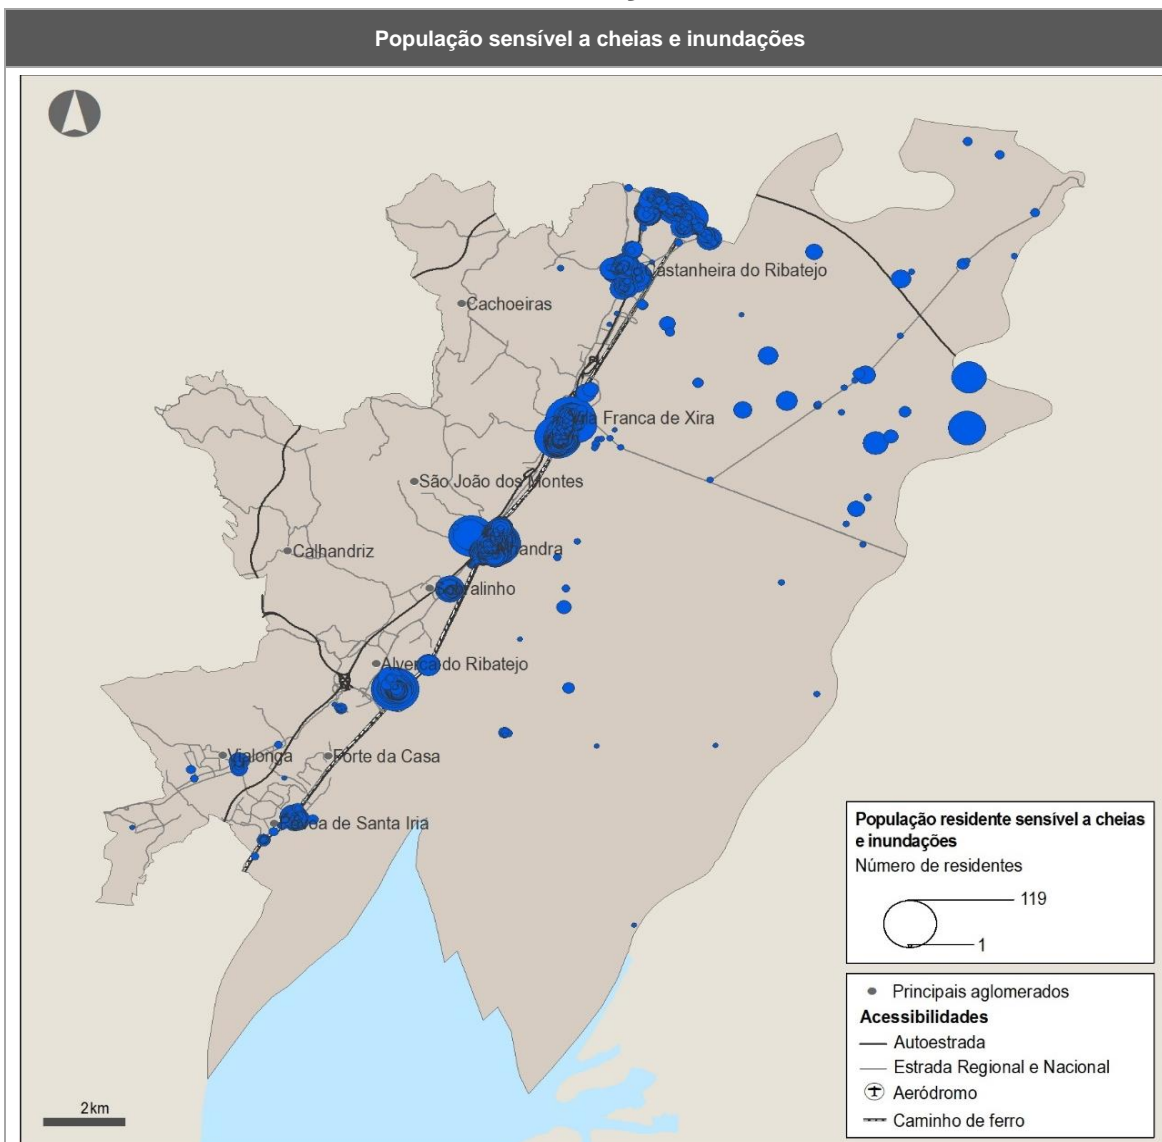 População sensível a cheias e inundações
Castanheira do Ribatejo
Cachoeiras
Vila Franca de Xira
São João dos Montes
Alhandra
Calhandriz
Sobralinho
Alverca do Ribatejo
Vialonga
Forte da Casa
Póvoa de Santa Iria
População residente sensível a cheias
e inundações
Número de residentes
119
1
Principais aglomerados
Acessibilidades
Autoestrada
Estrada Regional e Nacional
Aeródromo
Caminho de ferro
2km